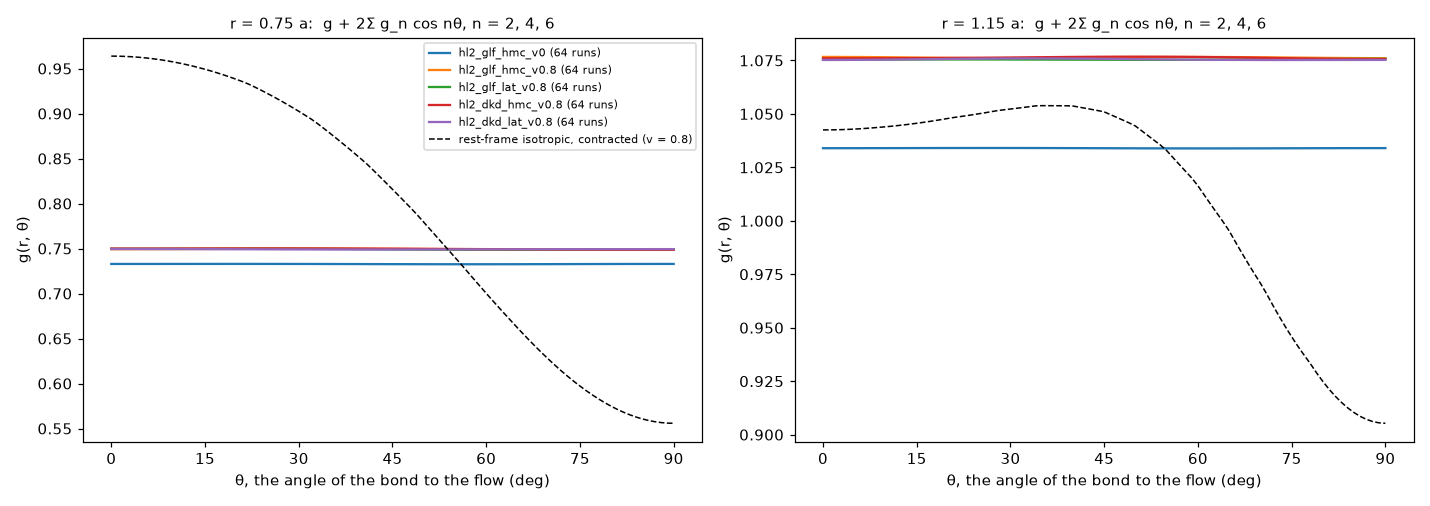 r = 0.75 a:  g + 2Σ g_n cos nθ, n = 2, 4, 6
0.95
0.90
0.85
0.80
0.75
0.70
0.65
0.60
0.55
g(r, θ)
hl2_glf_hmc_v0 (64 runs)
hl2_glf_hmc_v0.8 (64 runs)
hl2_glf_lat_v0.8 (64 runs)
hl2_dkd_hmc_v0.8 (64 runs)
hl2_dkd_lat_v0.8 (64 runs)
rest-frame isotropic, contracted (v = 0.8)
0 15 30 45 60 75 90
θ, the angle of the bond to the flow (deg)
r = 1.15 a:  g + 2Σ g_n cos nθ, n = 2, 4, 6
1.075
1.050
1.025
1.000
0.975
0.950
0.925
0.900
g(r, θ)
0 15 30 45 60 75 90
θ, the angle of the bond to the flow (deg)